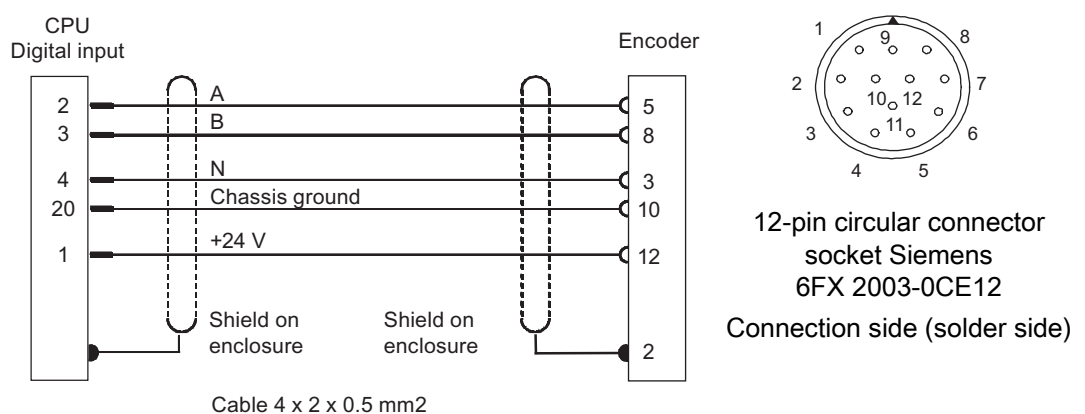 CPU
Digital input
Encoder
2
A
5
3
B
8
4
N
3
20
Chassis ground
10
1
+24 V
12
Shield on
enclosure
Shield on
enclosure
2
Cable 4 x 2 x 0.5 mm2
1
9
8
2
7
10
12
3
11
6
4
5
12-pin circular connector
socket Siemens
6FX 2003-0CE12
Connection side (solder side)